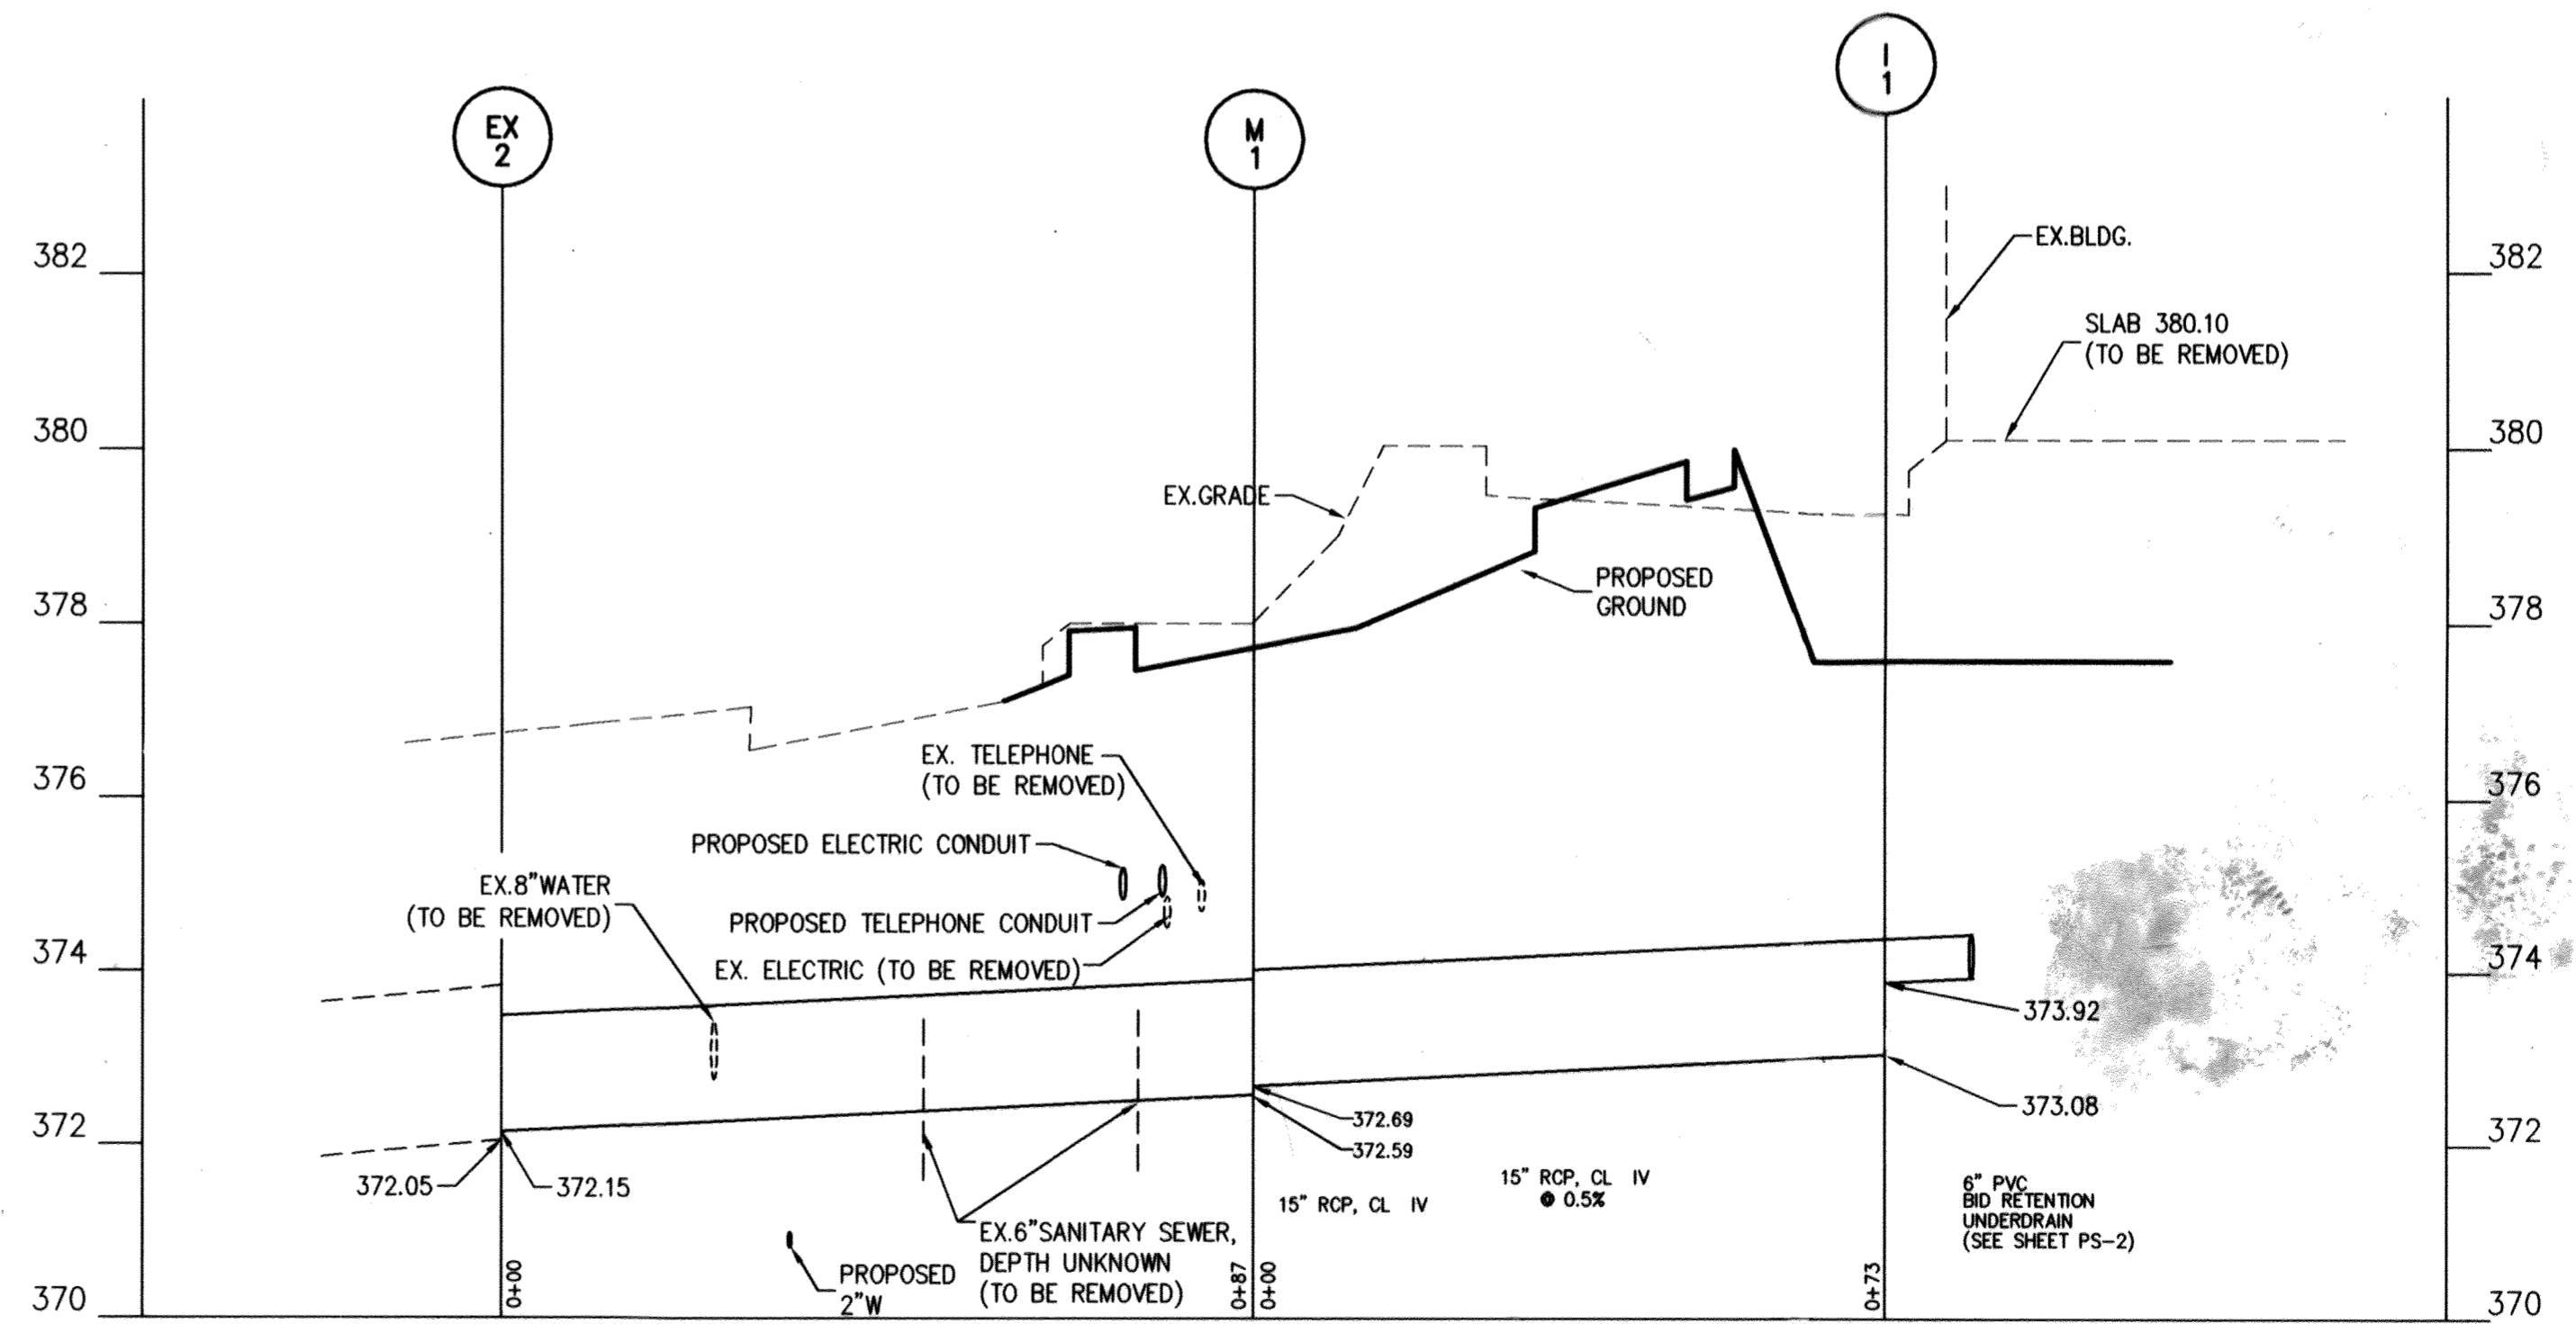 EX
2
M
1
I
1
382
380
378
376
374
372
370
382
380
378
376
374
372
370
EX.BLDG.
SLAB 380.10
(TO BE REMOVED)
EX.GRADE
PROPOSED
GROUND
EX. TELEPHONE
(TO BE REMOVED)
PROPOSED ELECTRIC CONDUIT
EX.8"WATER
(TO BE REMOVED)
PROPOSED TELEPHONE CONDUIT
EX. ELECTRIC (TO BE REMOVED)
373.92
373.08
372.69
372.59
372.05
372.15
15" RCP, CL IV
15" RCP, CL IV
@ 0.5%
6" PVC
BID RETENTION
UNDERDRAIN
(SEE SHEET PS-2)
EX.6"SANITARY SEWER,
DEPTH UNKNOWN
(TO BE REMOVED)
PROPOSED
2"W
0+00
0+87
0+00
0+73